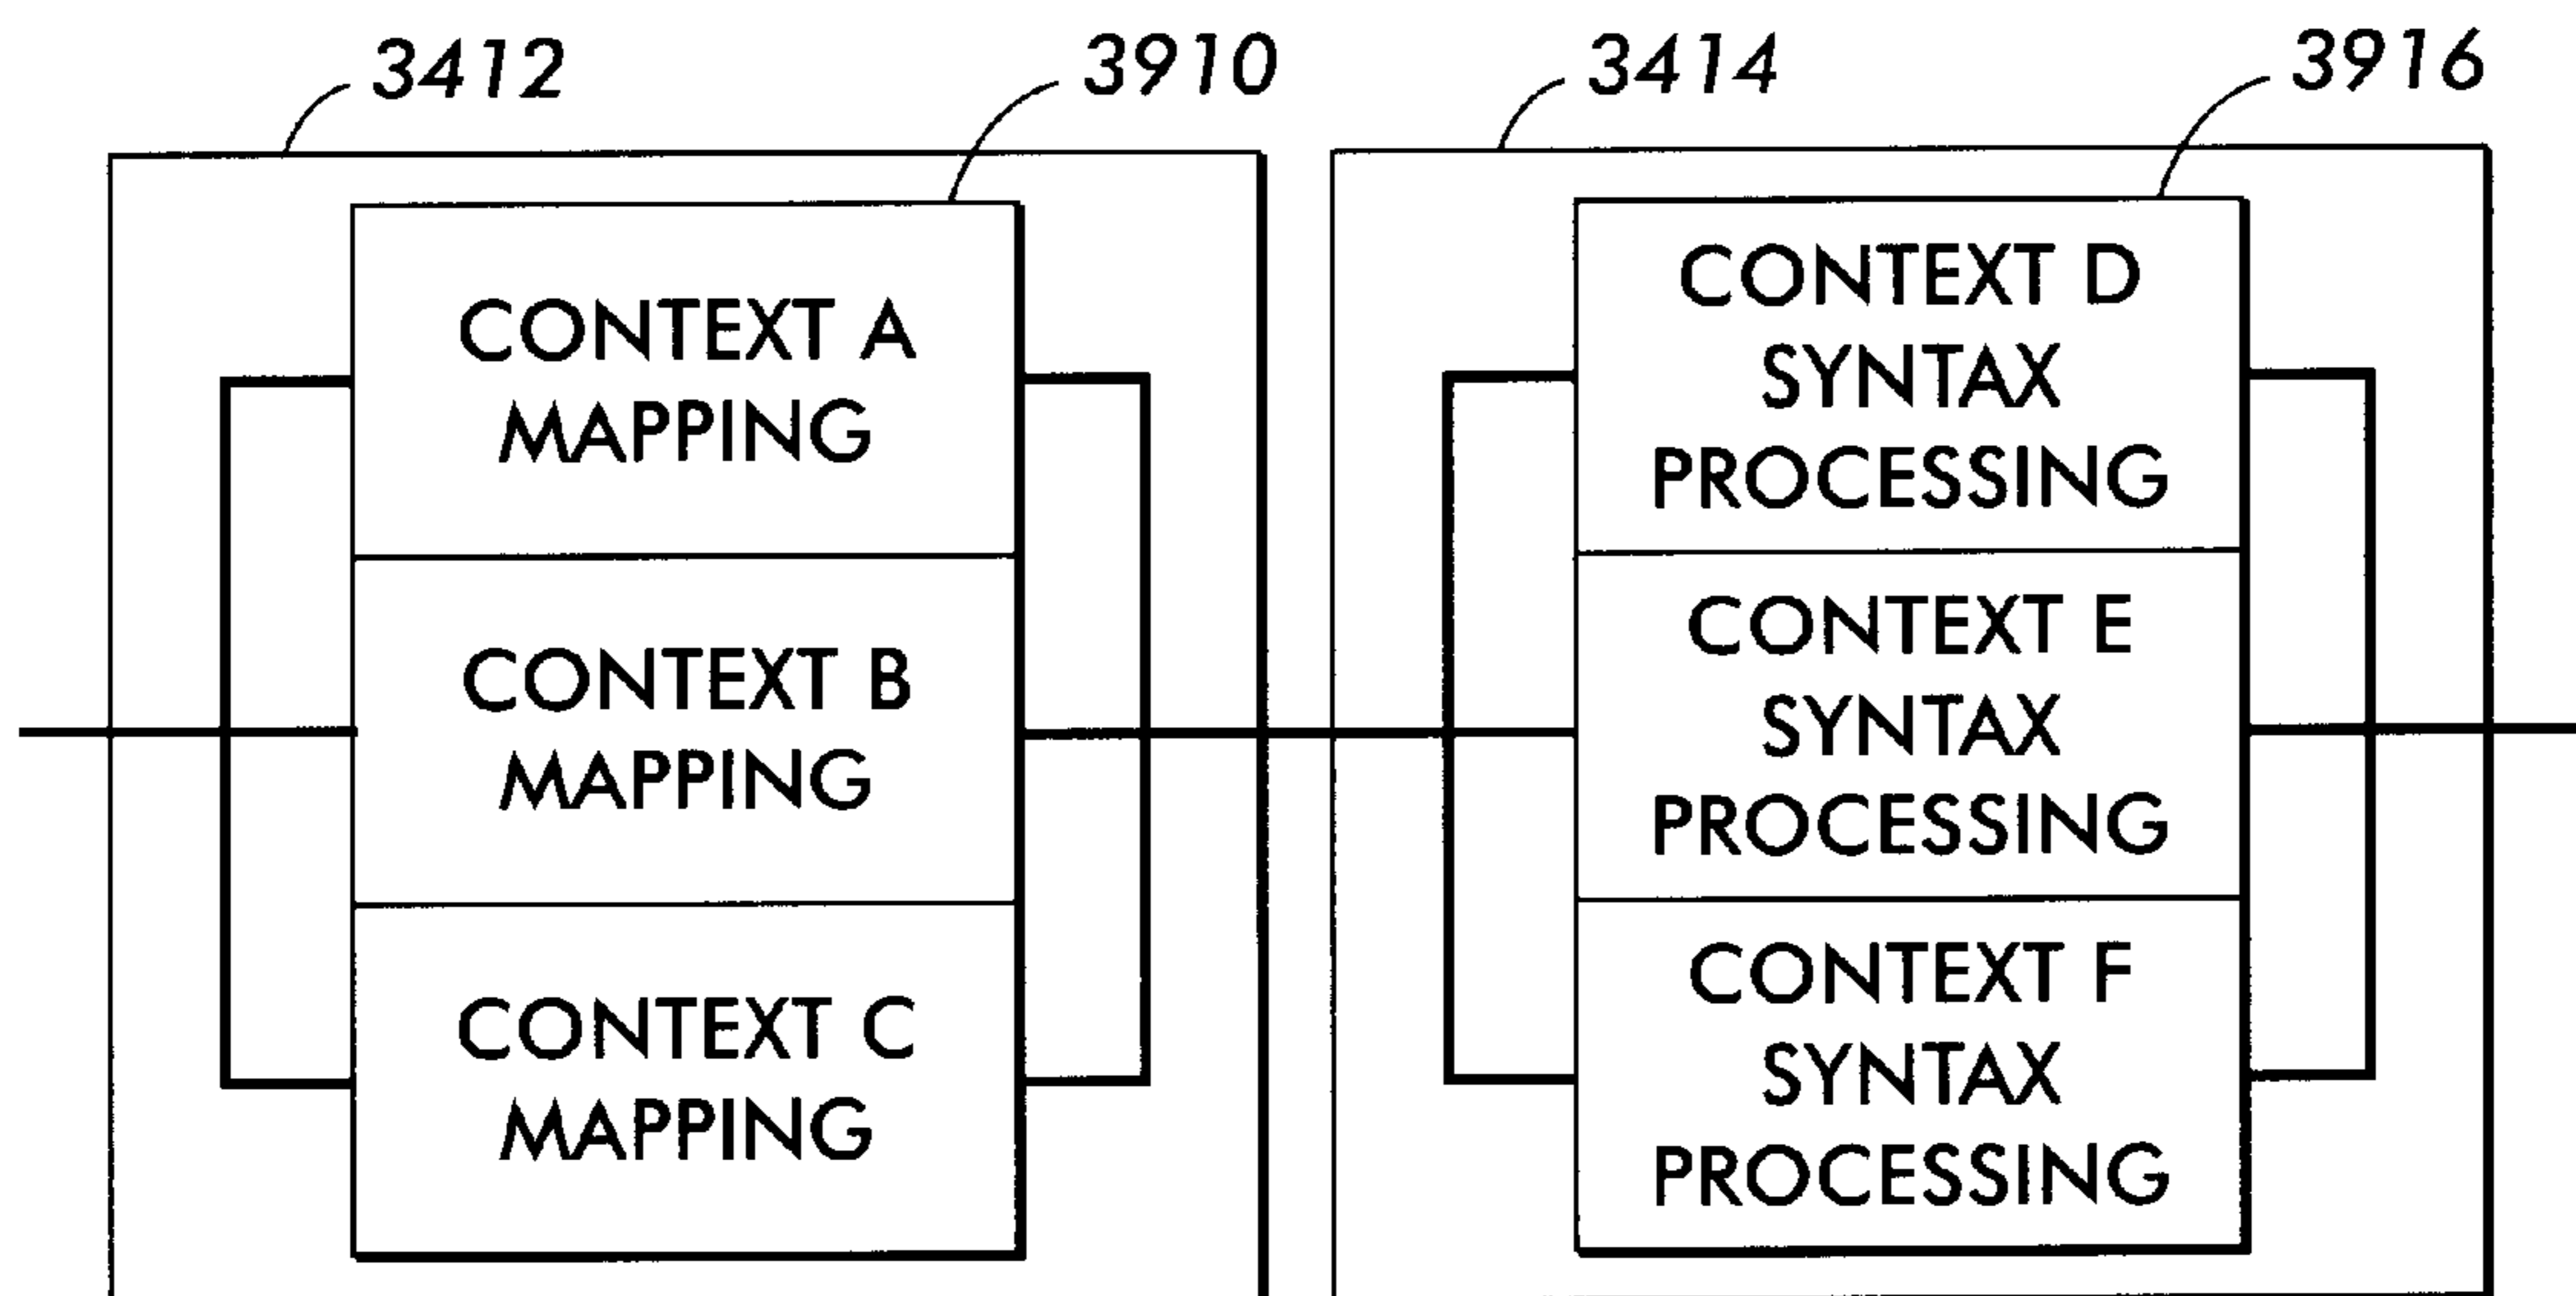 3412
3910
3414
3916
CONTEXT A
MAPPING
CONTEXT B
MAPPING
CONTEXT C
MAPPING
CONTEXT D
SYNTAX
PROCESSING
CONTEXT E
SYNTAX
PROCESSING
CONTEXT F
SYNTAX
PROCESSING